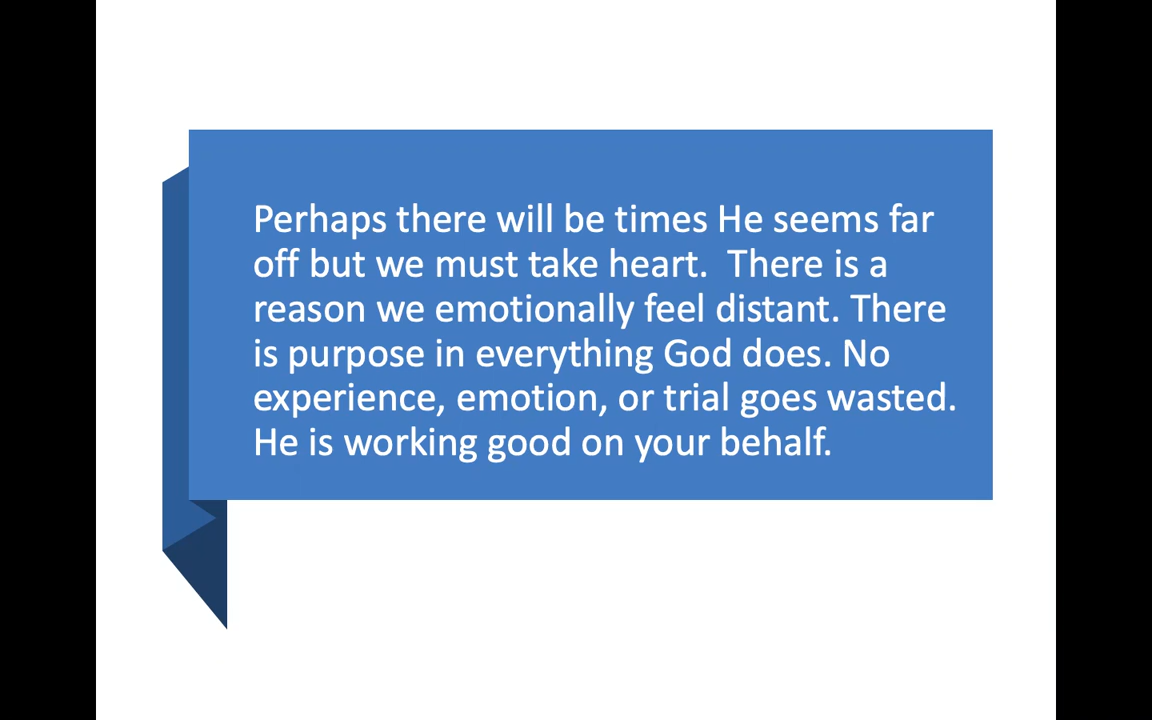 Perhaps there will be times He seems far
off but we must take heart.  There is a
reason we emotionally feel distant. There
is purpose in everything God does. No
experience, emotion, or trial goes wasted.
He is working good on your behalf.